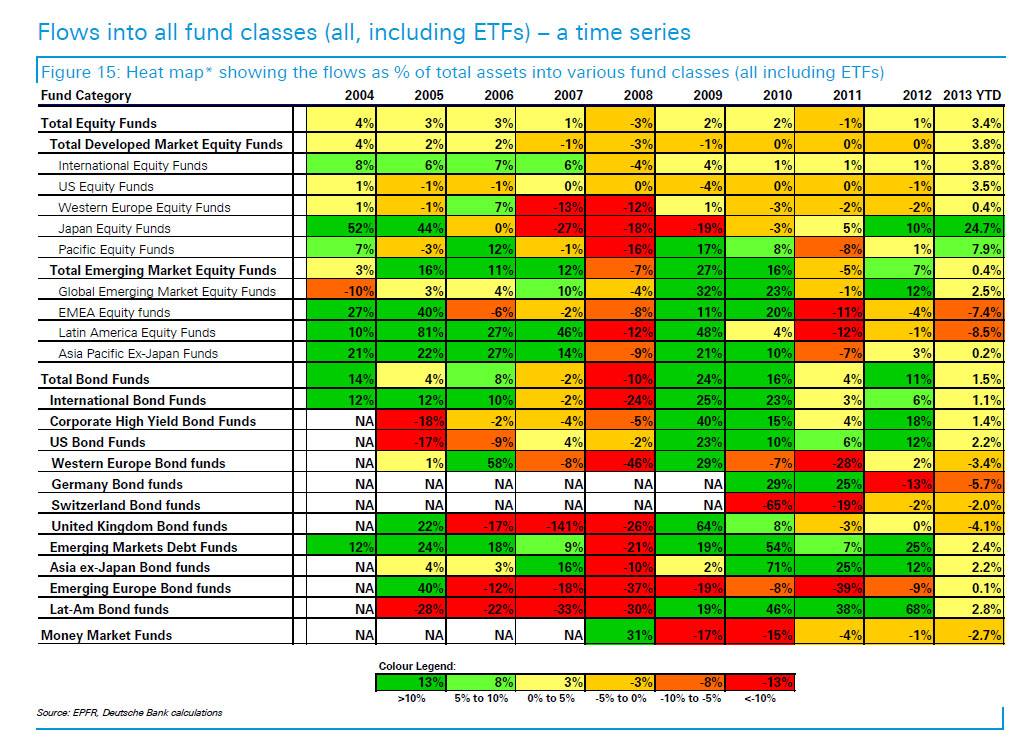 Flows into all fund classes (all, including ETFs) – a time series
Figure 15: Heat map* showing the flows as % of total assets into various fund classes (all including ETFs)
Fund Category 2004 2005 2006 2007 2008 2009 2010 2011 2012 2013 YTD
Total Equity Funds 4% 3% 3% 1% -3% 2% 2% -1% 1% 3.4%
Total Developed Market Equity Funds 4% 2% 2% -1% -3% -1% 0% 0% 0% 3.8%
International Equity Funds 8% 6% 7% 6% -4% 4% 1% 1% 1% 3.8%
US Equity Funds 1% -1% -1% 0% 0% -4% 0% 0% -1% 3.5%
Western Europe Equity Funds 1% -1% 7% -13% -12% 1% -3% -2% -2% 0.4%
Japan Equity Funds 52% 44% 0% -27% -18% -19% -3% 5% 10% 24.7%
Pacific Equity Funds 7% -3% 12% -1% -16% 17% 8% -8% 1% 7.9%
Total Emerging Market Equity Funds 3% 16% 11% 12% -7% 27% 16% -5% 7% 0.4%
Global Emerging Market Equity Funds -10% 3% 4% 10% -4% 32% 23% -1% 12% 2.5%
EMEA Equity funds 27% 40% -6% -2% -8% 11% 20% -11% -4% -7.4%
Latin America Equity Funds 10% 81% 27% 46% -12% 48% 4% -12% -1% -8.5%
Asia Pacific Ex-Japan Funds 21% 22% 27% 14% -9% 21% 10% -7% 3% 0.2%
Total Bond Funds 14% 4% 8% -2% -10% 24% 16% 4% 11% 1.5%
International Bond Funds 12% 12% 10% -2% -24% 25% 23% 3% 6% 1.1%
Corporate High Yield Bond Funds NA -18% -2% -4% -5% 40% 15% 4% 18% 1.4%
US Bond Funds NA -17% -9% 4% -2% 23% 10% 6% 12% 2.2%
Western Europe Bond funds NA 1% 58% -8% -46% 29% -7% -28% 2% -3.4%
Germany Bond funds NA NA NA NA NA NA 29% 25% -13% -5.7%
Switzerland Bond funds NA NA NA NA NA NA -65% -19% -2% -2.0%
United Kingdom Bond funds NA 22% -17% -141% -26% 64% 8% -3% 0% -4.1%
Emerging Markets Debt Funds 12% 24% 18% 9% -21% 19% 54% 7% 25% 2.4%
Asia ex-Japan Bond funds NA 4% 3% 16% -10% 2% 71% 25% 12% 2.2%
Emerging Europe Bond funds NA 40% -12% -18% -37% -19% -8% -39% -9% 0.1%
Lat-Am Bond funds NA -28% -22% -33% -30% 19% 46% 38% 68% 2.8%
Money Market Funds NA NA NA NA 31% -17% -15% -4% -1% -2.7%
Colour Legend:
13% 8% 3% -3% -8% -13%
>10% 5% to 10% 0% to 5% -5% to 0% -10% to -5% <-10%
Source: EPFR, Deutsche Bank calculations